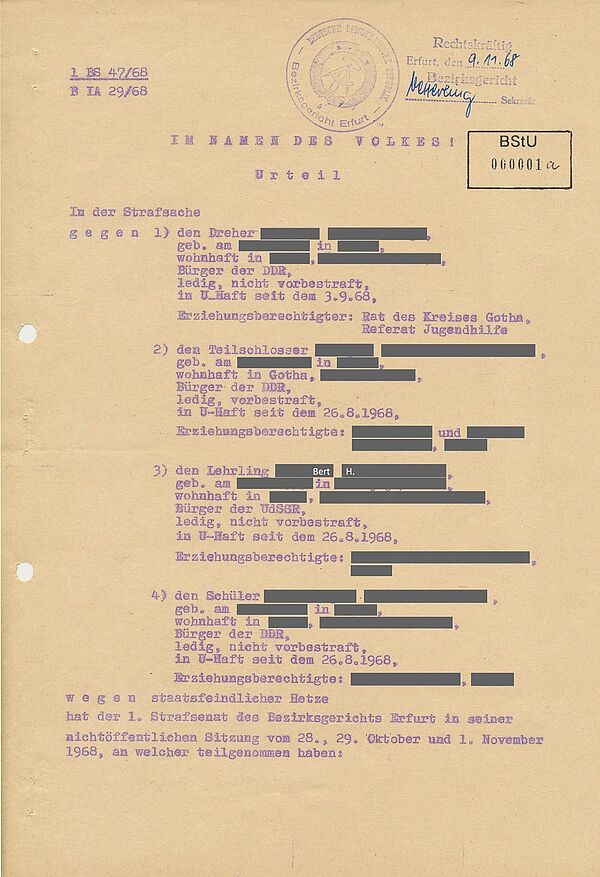 1 BS 47/68
B IA 29/68
DEUTSCHE DEMOKRATISCHE REPUBLIK
Bezirksgericht Erfurt
Rechtskräftig
Erfurt, den 9.11.68
Bezirksgericht
Sekretär
BStU
000001 a
IM NAMEN DES VOLKES!
Urteil
In der Strafsache
gegen 1) den Dreher
geb. am in ,
wohnhaft in , ,
Bürger der DDR,
ledig, nicht vorbestraft,
in U-Haft seit dem 3.9.68,
Erziehungsberechtigter: Rat des Kreises Gotha,
Referat Jugendhilfe
2) den Teilschlosser ,
geb. am in ,
wohnhaft in Gotha, ,
Bürger der DDR,
ledig, vorbestraft,
in U-Haft seit dem 26.8.1968,
Erziehungsberechtigte: und
,
3) den Lehrling Bert H. ,
geb. am in ,
wohnhaft in , ,
Bürger der UdSSR,
ledig, nicht vorbestraft,
in U-Haft seit dem 26.8.1968,
Erziehungsberechtigte: ,
4) den Schüler ,
geb. am in ,
wohnhaft in , ,
Bürger der DDR,
ledig, nicht vorbestraft,
in U-Haft seit dem 26.8.1968,
Erziehungsberechtigte: ,
wegen staatsfeindlicher Hetze
hat der 1. Strafsenat des Bezirksgerichts Erfurt in seiner
nichtöffentlichen Sitzung vom 28., 29. Oktober und 1. November
1968, an welcher teilgenommen haben: